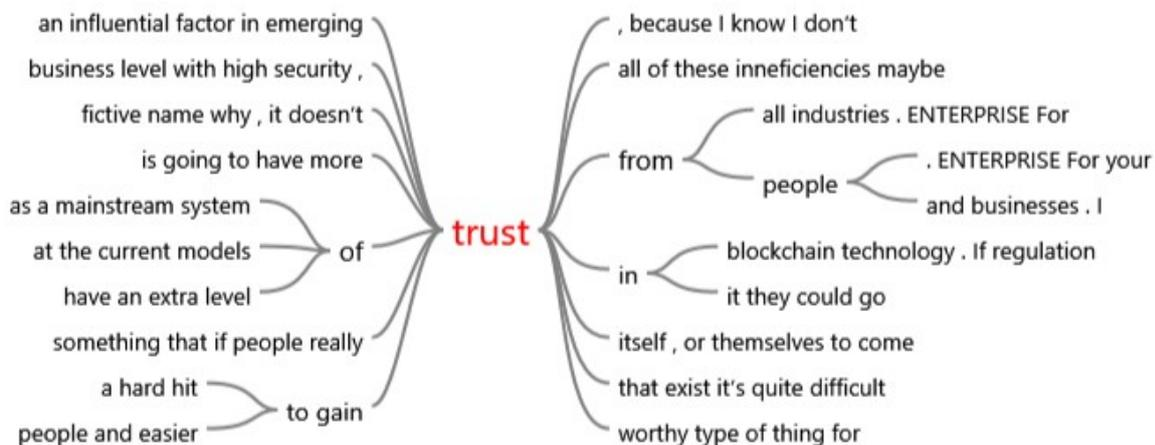 an influential factor in emerging
business level with high security ,
fictive name why , it doesn't
is going to have more
as a mainstream system
at the current models
have an extra level
of
something that if people really
a hard hit
people and easier
to gain
trust
, because I know I don't
all of these inneficiencies maybe
from
all industries . ENTERPRISE For
people
. ENTERPRISE For your
and businesses . I
in
blockchain technology . If regulation
it they could go
itself , or themselves to come
that exist it's quite difficult
worthy type of thing for